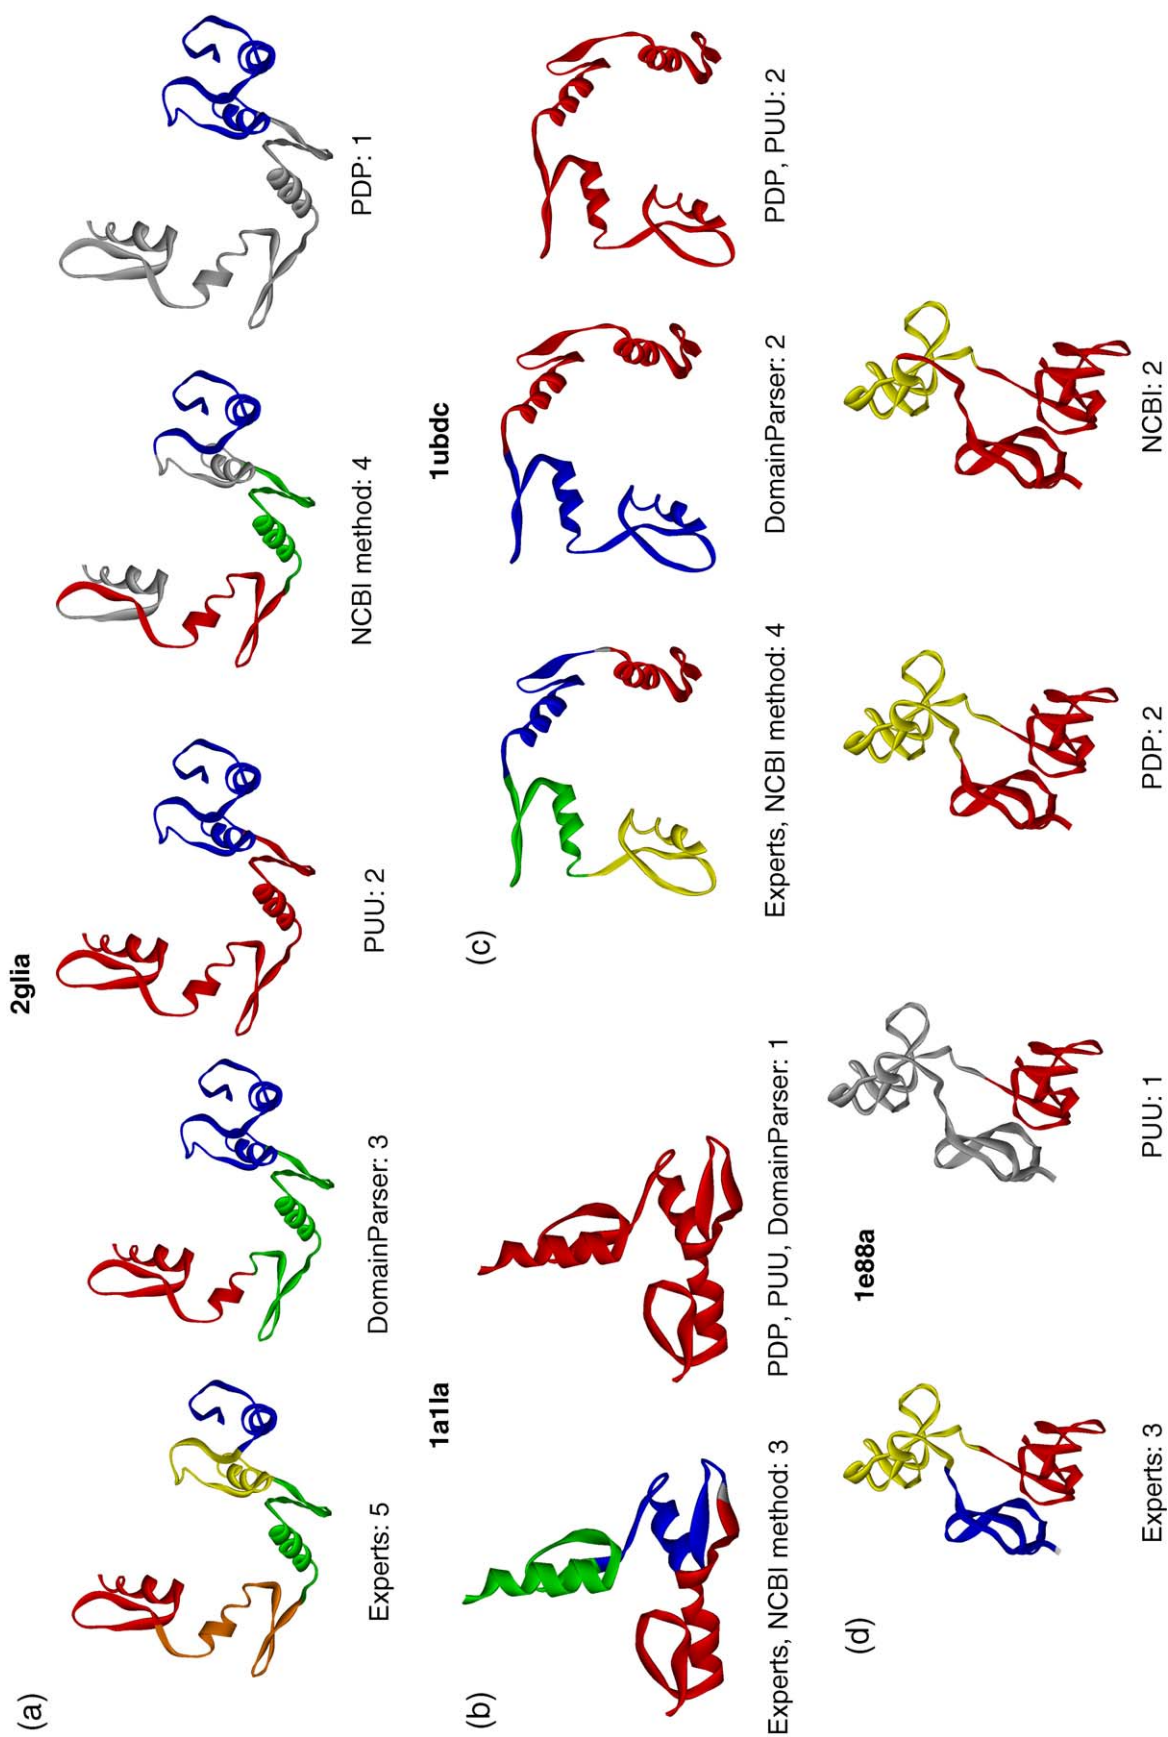 (a)
2glia
Experts: 5
DomainParser: 3
PUU: 2
NCBI method: 4
PDP: 1
(b)
1a1la
Experts, NCBI method: 3
PDP, PUU, DomainParser: 1
(c)
1ubdc
Experts, NCBI method: 4
DomainParser: 2
PDP, PUU: 2
(d)
1e88a
Experts: 3
PUU: 1
PDP: 2
NCBI: 2